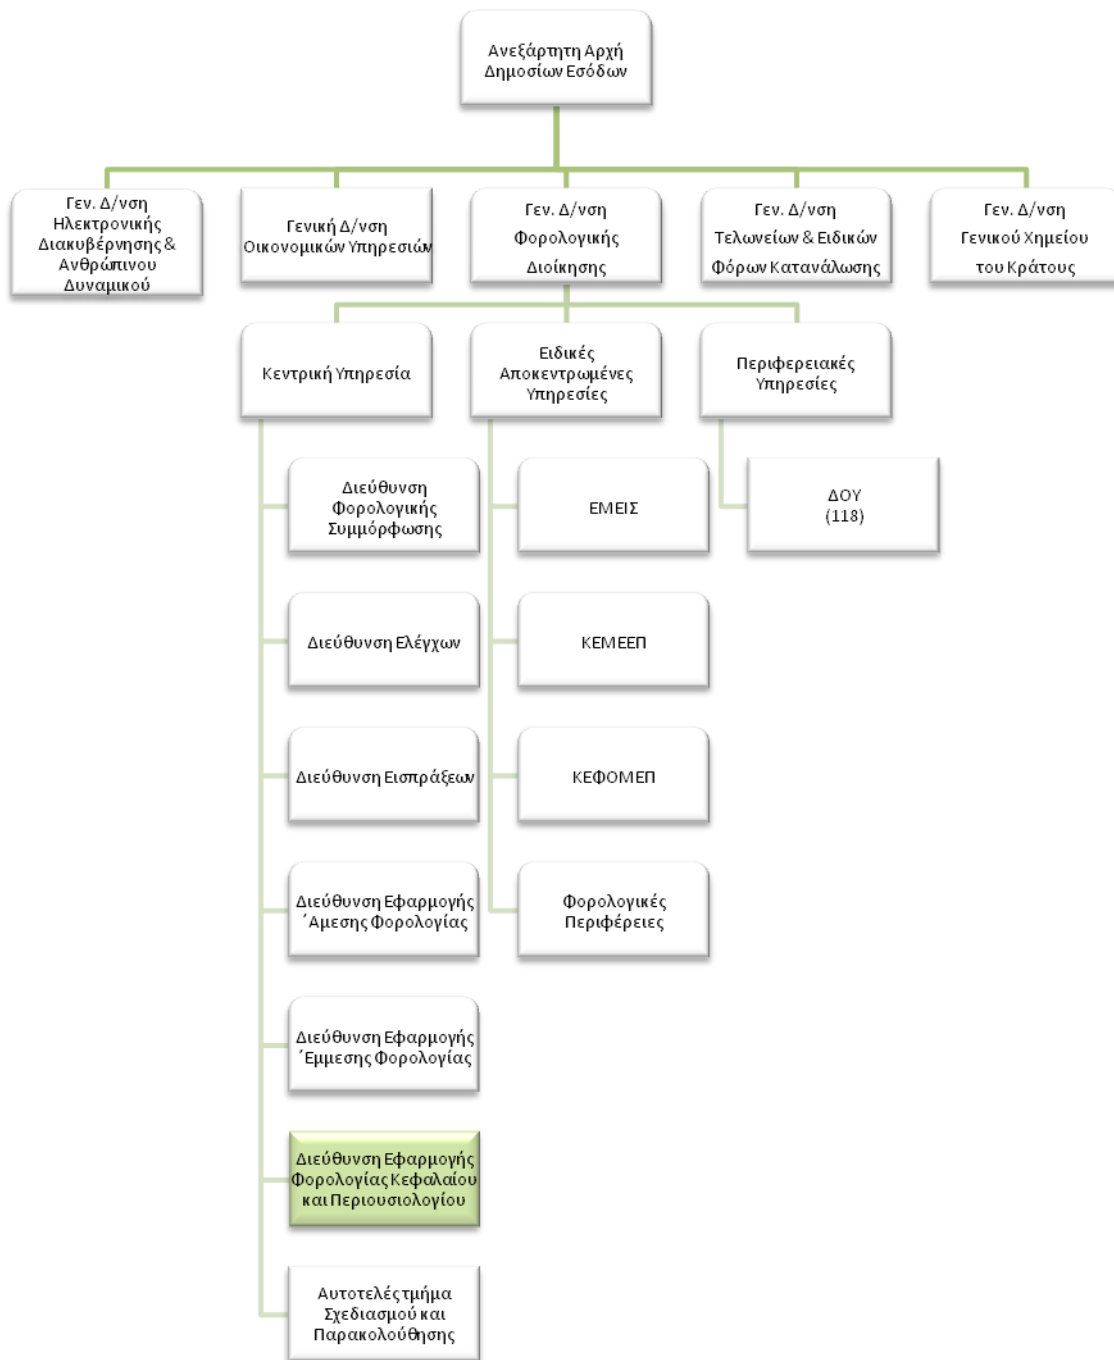 Ανεξάρτητη Αρχή
Δημοσίων Εσόδων
Γεν. Δ/νση
Ηλεκτρονικής
Διακυβέρνησης &
Ανθρώπινου
Δυναμικού
Γενική Δ/νση
Οικονομικών Υπηρεσιών
Γεν. Δ/νση
Φορολογικής
Διοίκησης
Γεν. Δ/νση
Τελωνείων & Ειδικών
Φόρων Κατανάλωσης
Γεν. Δ/νση
Γενικού Χημείου
του Κράτους
Κεντρική Υπηρεσία
Ειδικές
Αποκεντρωμένες
Υπηρεσίες
Περιφερειακές
Υπηρεσίες
Διεύθυνση
Φορολογικής
Συμμόρφωσης
ΕΜΕΙΣ
ΔΟΥ
(118)
Διεύθυνση Ελέγχων
ΚΕΜΕΕΠ
Διεύθυνση Εισπράξεων
ΚΕΦΟΜΕΠ
Διεύθυνση Εφαρμογής
΄Αμεσης Φορολογίας
Φορολογικές
Περιφέρειες
Διεύθυνση Εφαρμογής
΄Εμμεσης Φορολογίας
Διεύθυνση Εφαρμογής
Φορολογίας Κεφαλαίου
και Περιουσιολογίου
Αυτοτελές τμήμα
Σχεδιασμού και
Παρακολούθησης